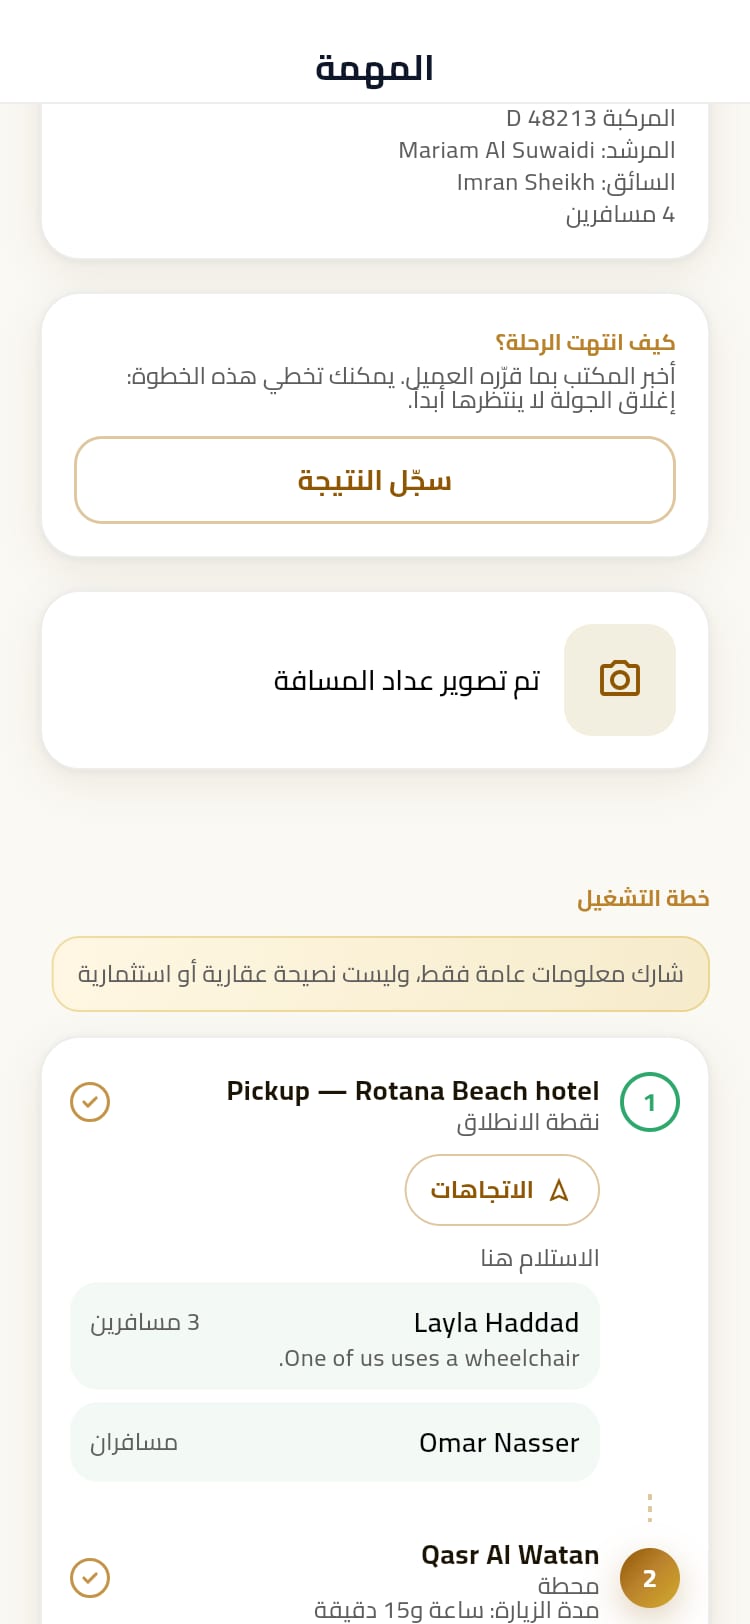 المهمة
المركبة D 48213
المرشد: Mariam Al Suwaidi
السائق: Imran Sheikh
4 مسافرين
كيف انتهت الرحلة؟
أخبر المكتب بما قرّره العميل. يمكنك تخطي هذه الخطوة:
إغلاق الجولة لا ينتظرها أبدًا.
سجّل النتيجة
تم تصوير عداد المسافة
خطة التشغيل
شارك معلومات عامة فقط، وليست نصيحة عقارية أو استثمارية
1
Pickup — Rotana Beach hotel
نقطة الانطلاق
الاتجاهات
الاستلام هنا
Layla Haddad
3 مسافرين
One of us uses a wheelchair.
Omar Nasser
مسافران
2
Qasr Al Watan
محطة
مدة الزيارة: ساعة و15 دقيقة